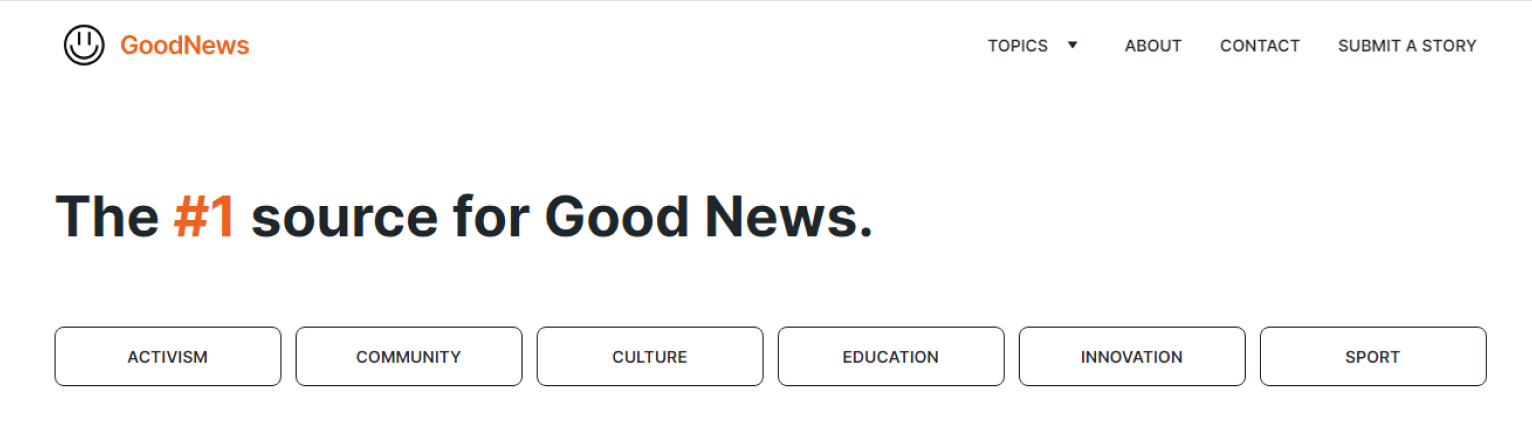 GoodNews
TOPICS ▼ ABOUT CONTACT SUBMIT A STORY
The #1 source for Good News.
ACTIVISM COMMUNITY CULTURE EDUCATION INNOVATION SPORT